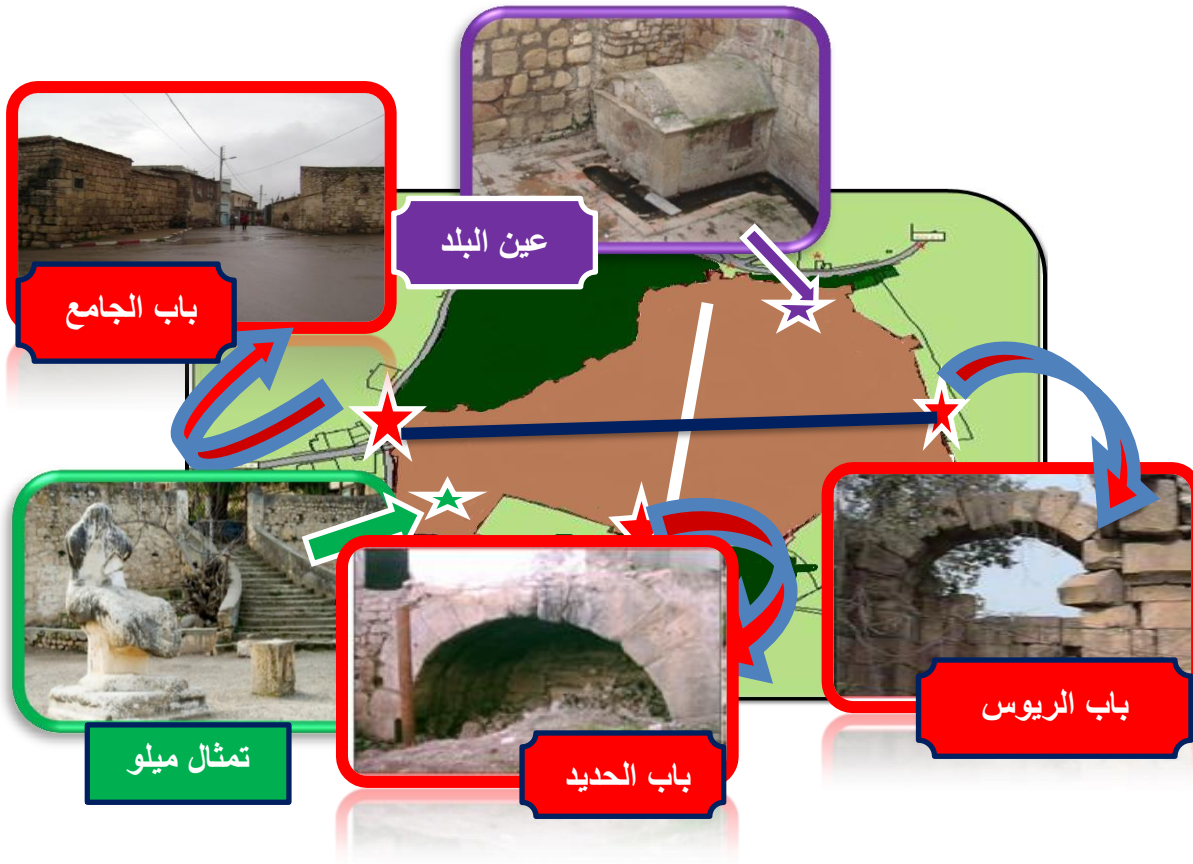 عين البلد
باب الجامع
باب الريوس
تمثال ميلو
باب الحديد